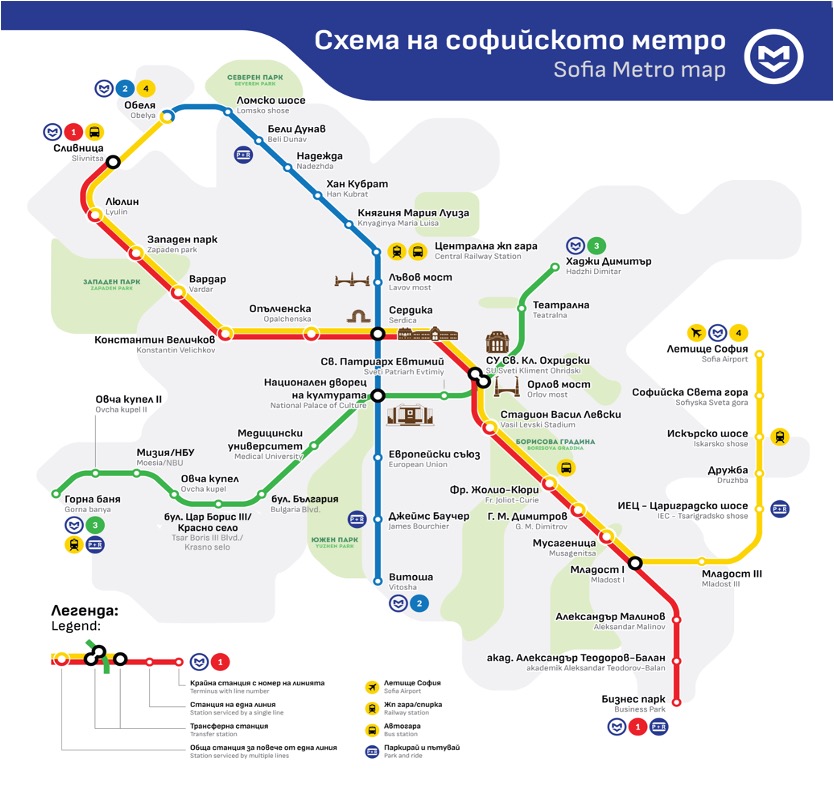 Схема на софийското метро
Sofia Metro map
СЕВЕРЕН ПАРК
SEVEREN PARK
2
4
Обеля
Obelya
Ломско шосе
Lomsko shose
1
Сливница
Slivnitsa
Бели Дунав
Beli Dunav
P+R
Надежда
Nadezhda
Хан Кубрат
Han Kubrat
Люлин
Lyulin
Княгиня Мария Луиза
Knyaginya Maria Luisa
Западен парк
Zapaden park
Централна жп гара
Central Railway Station
3
Хаджи Димитър
Hadzhi Dimitar
ЗАПАДЕН ПАРК
ZAPADEN PARK
Вардар
Vardar
Лъвов мост
Lavov most
Опълченска
Opalchenska
Сердика
Serdica
Театрална
Teatralna
Константин Величков
Konstantin Velichkov
4
Летище София
Sofia Airport
Св. Патриарх Евтимий
Sveti Patriarh Evtimiy
СУ Св. Кл. Охридски
SU Sveti Kliment Ohridski
Национален дворец
на културата
National Palace of Culture
Орлов мост
Orlov most
Софийска Света гора
Sofiyska Sveta gora
Овча купел II
Ovcha kupel II
Стадион Васил Левски
Vasil Levski Stadium
Медицински
университет
Medical University
Искърско шосе
Iskarsko shose
БОРИСОВА ГРАДИНА
BORISOVA GRADINA
Мизия/НБУ
Moesia/NBU
Европейски съюз
European Union
Дружба
Druzhba
Овча купел
Ovcha kupel
Фр. Жолио-Кюри
Fr. Joliot-Curie
Горна баня
Gorna banya
бул. България
Bulgaria Blvd.
ИЕЦ - Цариградско шосе
IEC - Tsarigradsko shose
P+R
3
P+R
бул. Цар Борис III/
Красно село
Tsar Boris III Blvd./
Krasno selo
P+R
Джеймс Баучер
James Bourchier
Г. М. Димитров
G. M. Dimitrov
ЮЖЕН ПАРК
YUZHEN PARK
Мусагеница
Musagenitsa
Младост I
Mladost I
Младост III
Mladost III
Витоша
Vitosha
2
Легенда:
Legend:
1
Александър Малинов
Aleksandar Malinov
акад. Александър Теодоров-Балан
akademik Aleksandar Teodorov-Balan
Бизнес парк
Business Park
1
P+R
Крайна станция с номер на линията
Terminus with line number
Станция на една линия
Station serviced by a single line
Трансферна станция
Transfer station
Обща станция за повече от една линия
Station serviced by multiple lines
Летище София
Sofia Airport
Жп гара/спирка
Railway station
Автогара
Bus station
P+R
Паркирай и пътувай
Park and ride